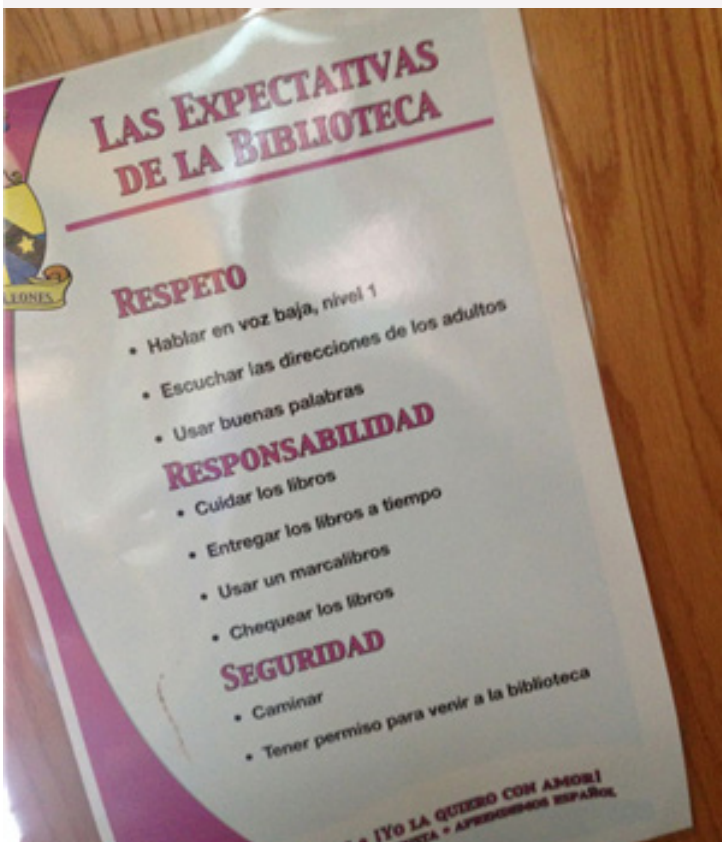 LEONES
LAS EXPECTATIVAS
DE LA BIBLIOTECA
RESPETO
• Hablar en voz baja, nivel 1
• Escuchar las direcciones de los adultos
• Usar buenas palabras
RESPONSABILIDAD
• Cuidar los libros
• Entregar los libros a tiempo
• Usar un marcalibros
• Chequear los libros
SEGURIDAD
• Caminar
• Tener permiso para venir a la biblioteca
¡YO LA QUIERO CON AMOR!
• APRENDEMOS ESPAÑOL